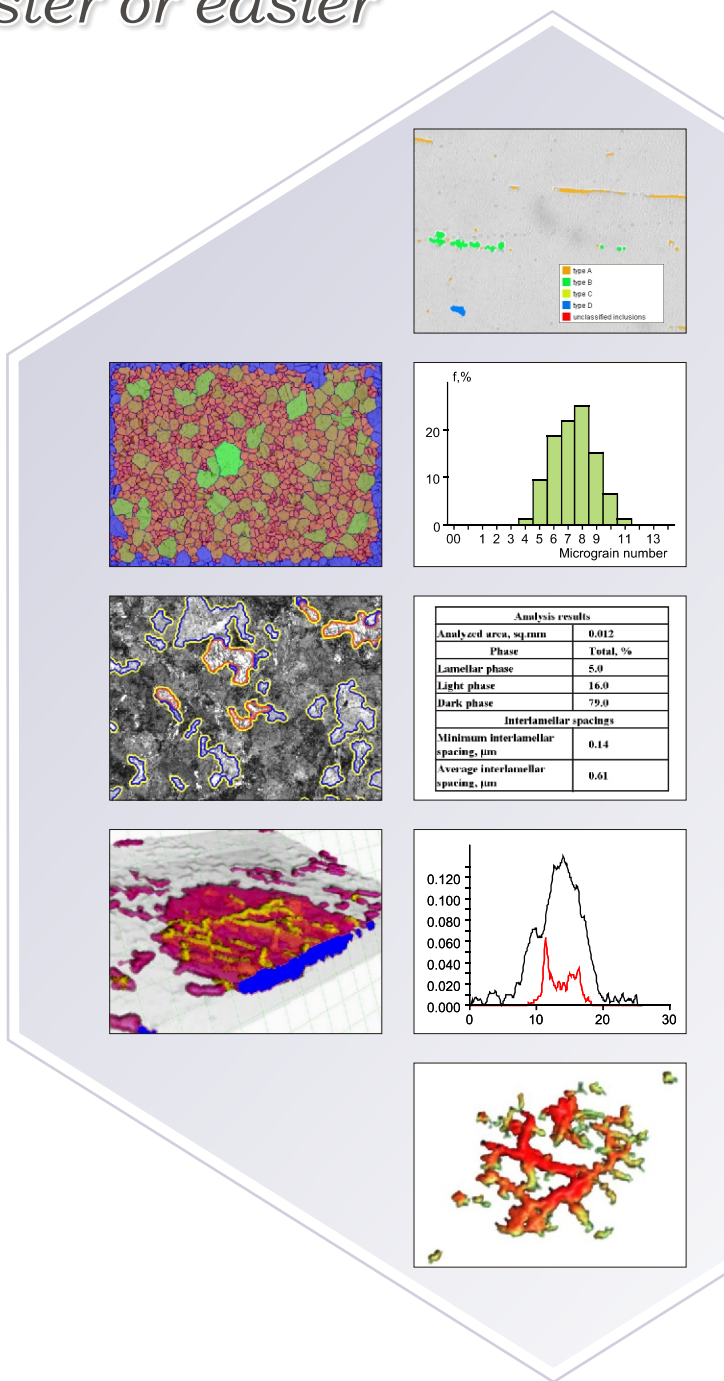 or easier
type A
type B
type C
type D
unclassified inclusions
f,%
20
10
0
00 1 2 3 4 5 6 7 8 9 11 13
Micrograin number
Analysis results
Analyzed area, sq.mm 0.012
Phase Total, %
Lamellar phase 5.0
Light phase 16.0
Dark phase 79.0
Interlamellar spacings
Minimum interlamellar
spacing, µm 0.14
Average interlamellar
spacing, µm 0.61
0.120
0.100
0.080
0.060
0.040
0.020
0.000
0 10 20 30